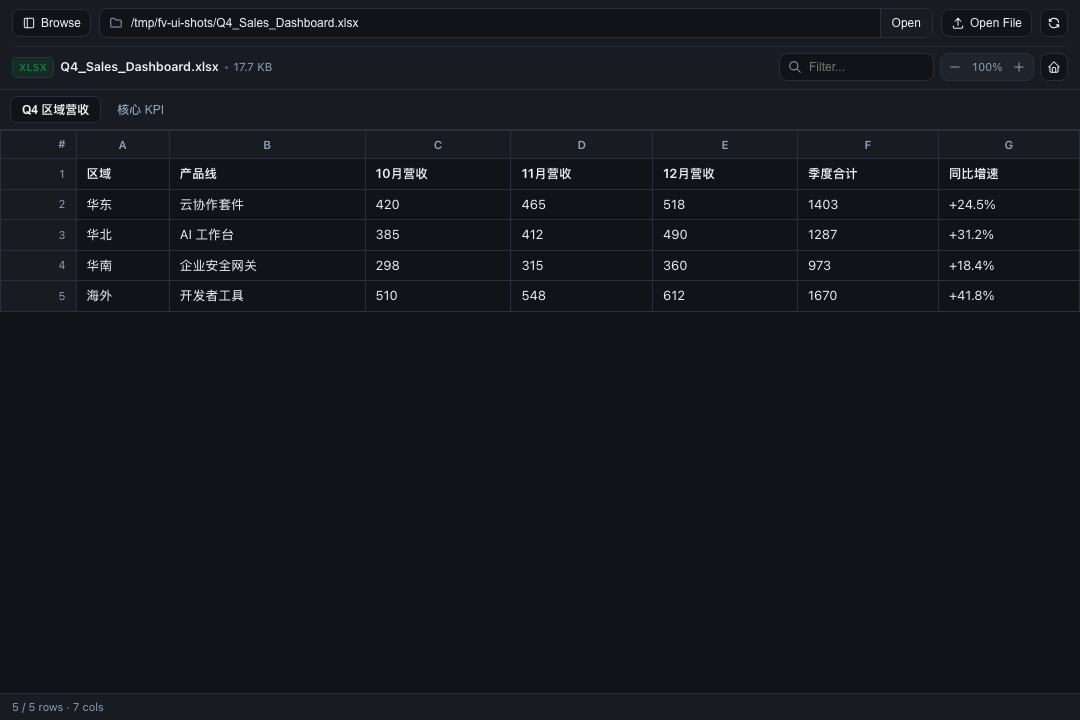 Browse /tmp/fv-ui-shots/Q4_Sales_Dashboard.xlsx Open Open File
XLSX Q4_Sales_Dashboard.xlsx • 17.7 KB Filter... − 100% +
Q4 区域营收 核心 KPI
# A B C D E F G
1 区域 产品线 10月营收 11月营收 12月营收 季度合计 同比增速
2 华东 云协作套件 420 465 518 1403 +24.5%
3 华北 AI 工作台 385 412 490 1287 +31.2%
4 华南 企业安全网关 298 315 360 973 +18.4%
5 海外 开发者工具 510 548 612 1670 +41.8%
5 / 5 rows · 7 cols